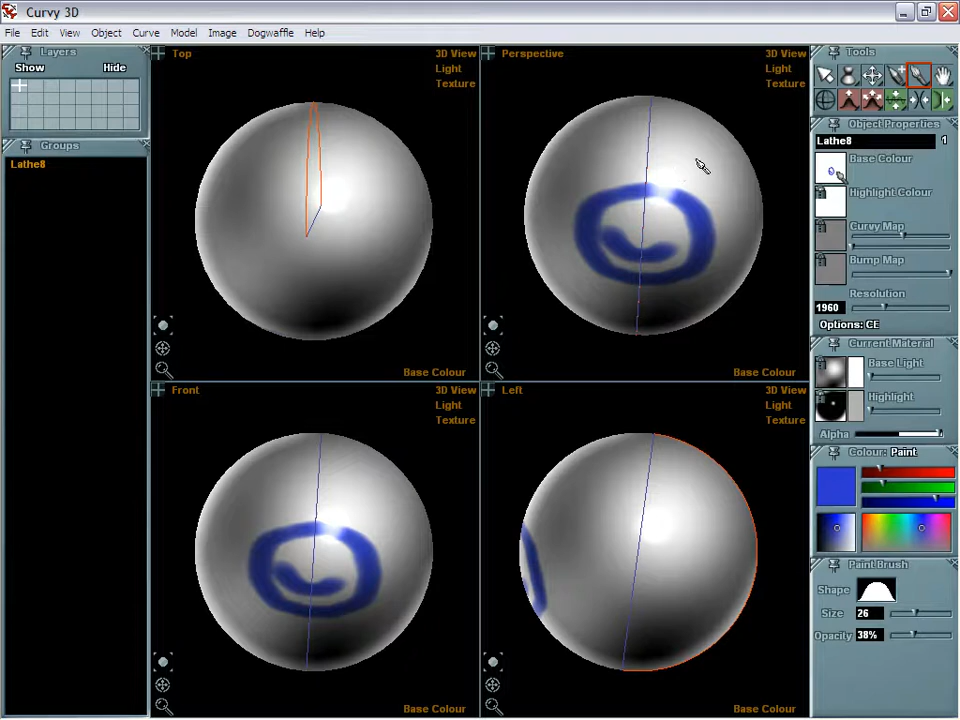 Curvy 3D
File Edit View Object Curve Model Image Dogwaffle Help
Layers
Show Hide
Groups
Lathe8
Top
3D View
Light
Texture
Base Colour
Perspective
3D View
Light
Texture
Base Colour
Front
3D View
Light
Texture
Base Colour
Left
3D View
Light
Texture
Base Colour
Tools
Object Properties
Lathe8 1
Base Colour
Highlight Colour
Curvy Map
Bump Map
Resolution
1960
Options: CE
Current Material
Base Light
Highlight
Alpha
Colour: Paint
Paint Brush
Shape
Size 26
Opacity 38%